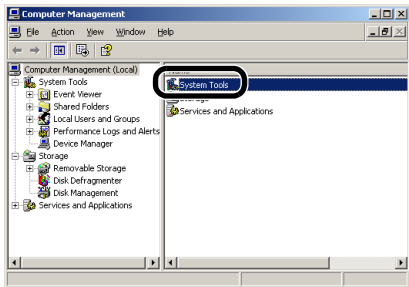 Computer Management
File Action View Window Help
Computer Management (Local)
System Tools
Event Viewer
Shared Folders
Local Users and Groups
Performance Logs and Alerts
Device Manager
Storage
Removable Storage
Disk Defragmenter
Disk Management
Services and Applications
Name
System Tools
Storage
Services and Applications